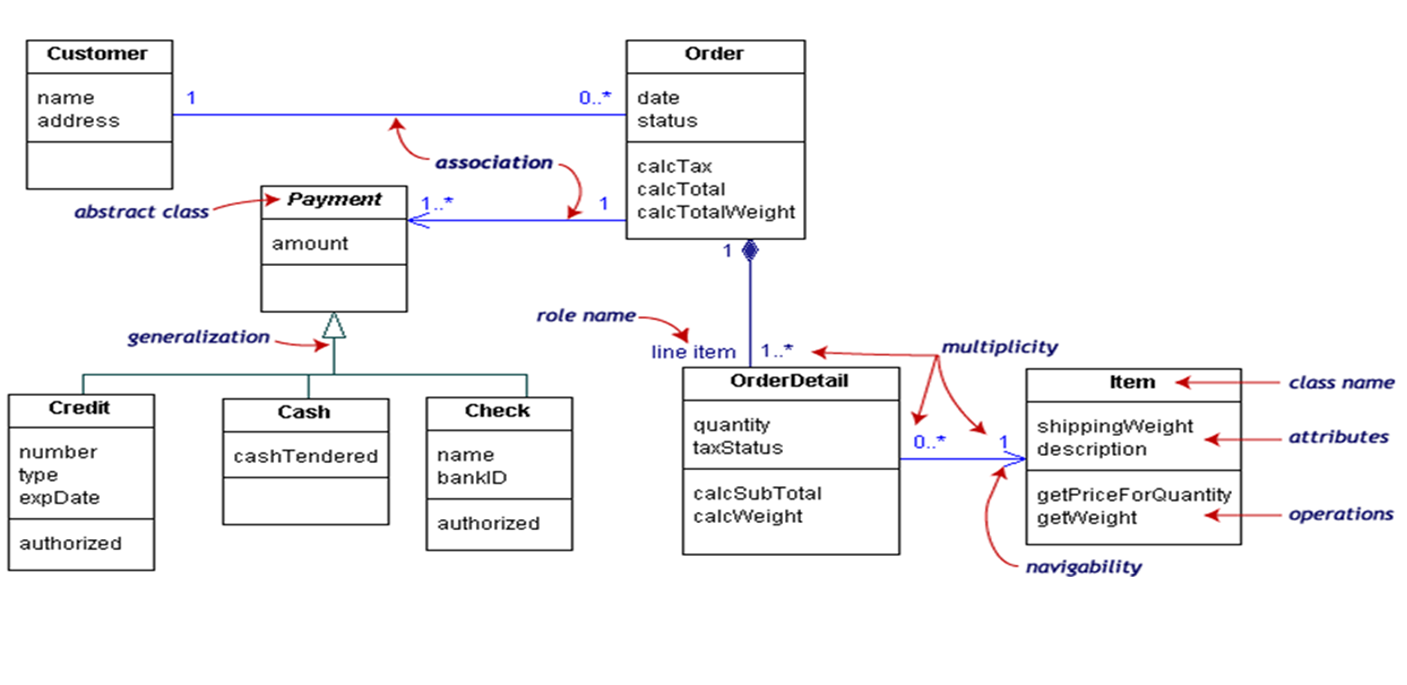 Customer
name
address
1
0..*
Order
date
status
calcTax
calcTotal
calcTotalWeight
association
abstract class
Payment
amount
1..*
1
1
generalization
role name
line item
1..*
multiplicity
Credit
number
type
expDate
authorized
Cash
cashTendered
Check
name
bankID
authorized
OrderDetail
quantity
taxStatus
calcSubTotal
calcWeight
0..*
1
Item
shippingWeight
description
getPriceForQuantity
getWeight
class name
attributes
operations
navigability